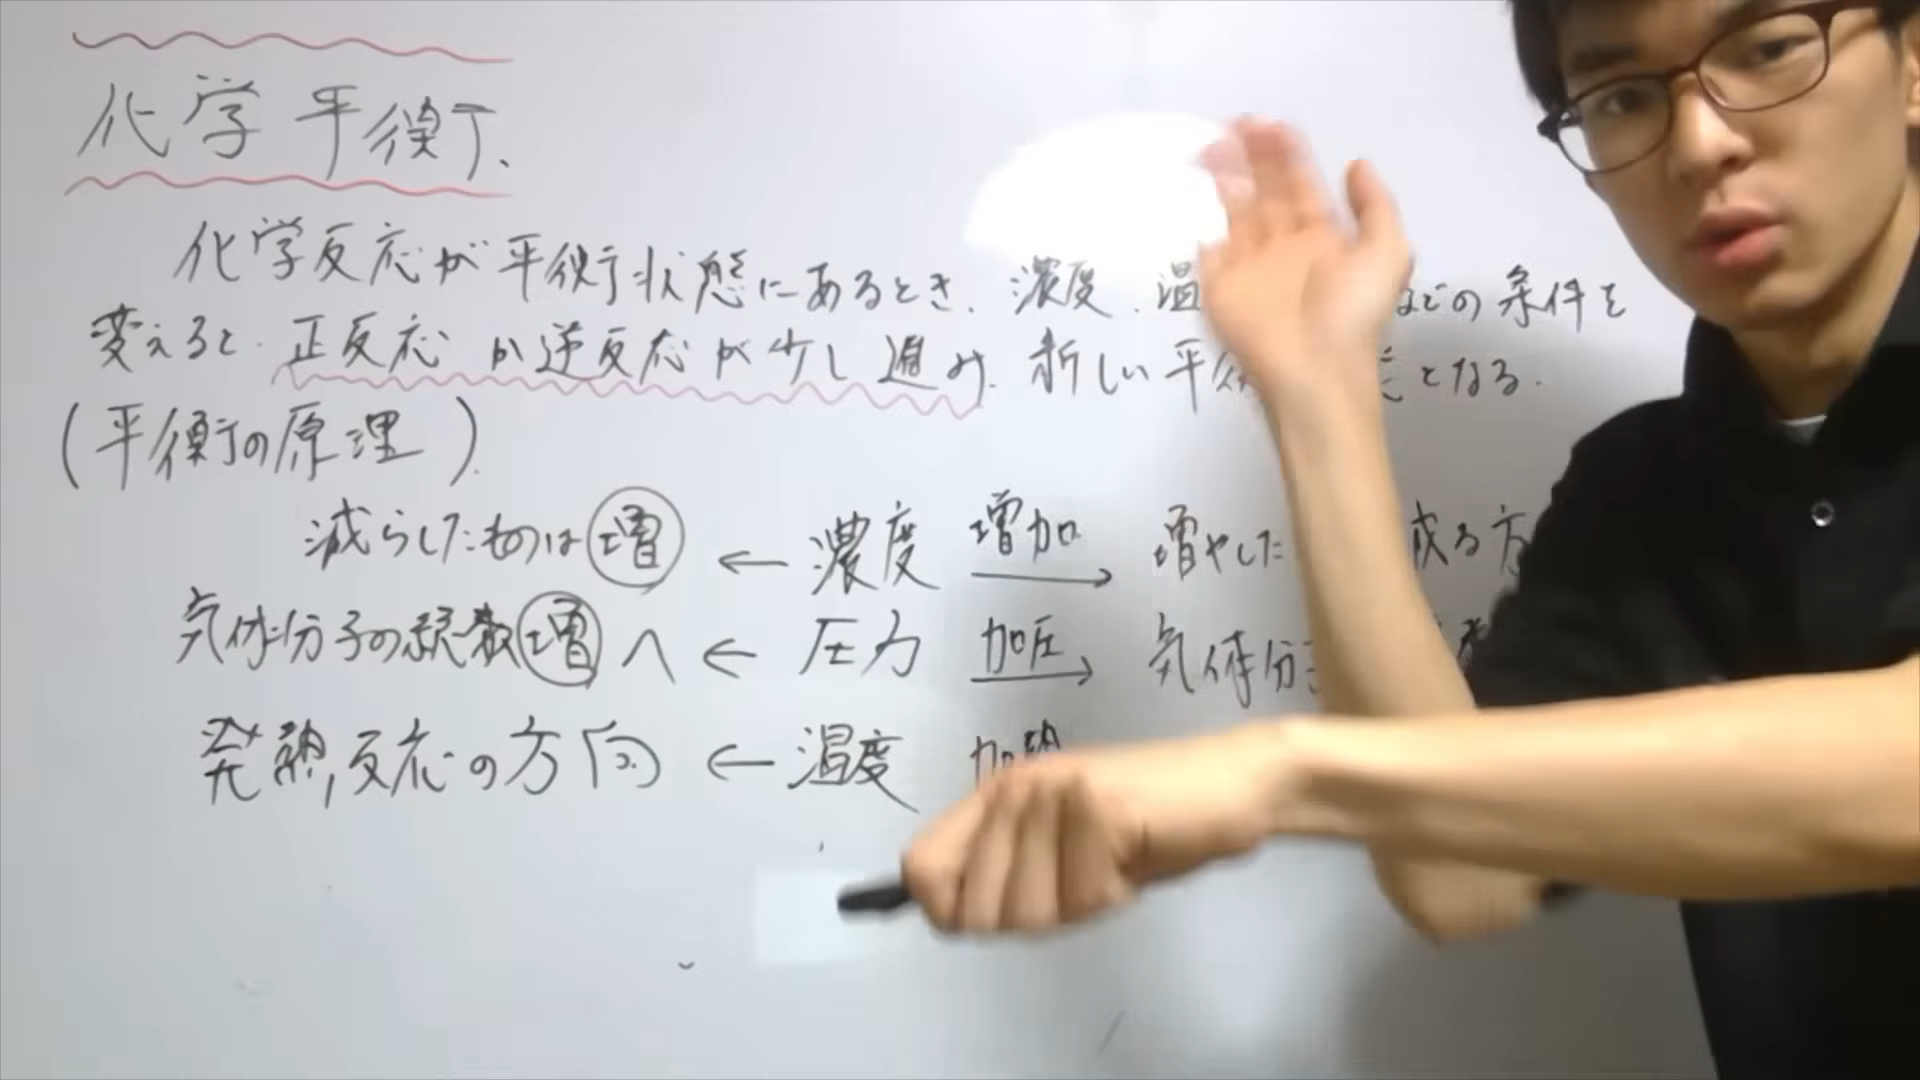 化学平衡
化学反応が平衡状態にあるとき、濃度、温 などの条件を
変えると、正反応か逆反応が少し進み、新しい平衡 となる.
(平衡の原理)
減らしたものは増 ← 濃度 増加 → 増やした 減る方
気体分子の総数増へ ← 圧力 加圧 → 気体分子
発熱反応の方向 ← 温度 加熱